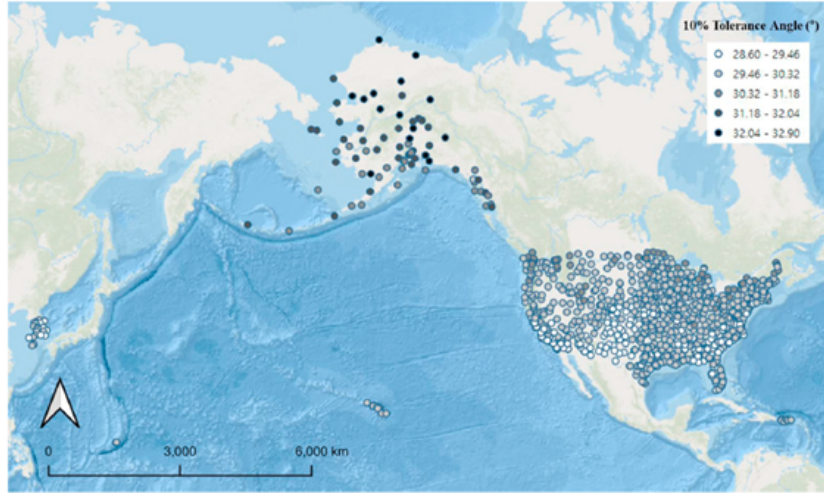 10% Tolerance Angle (°)
28.60 - 29.46
29.46 - 30.32
30.32 - 31.18
31.18 - 32.04
32.04 - 32.90
0 3,000 6,000 km